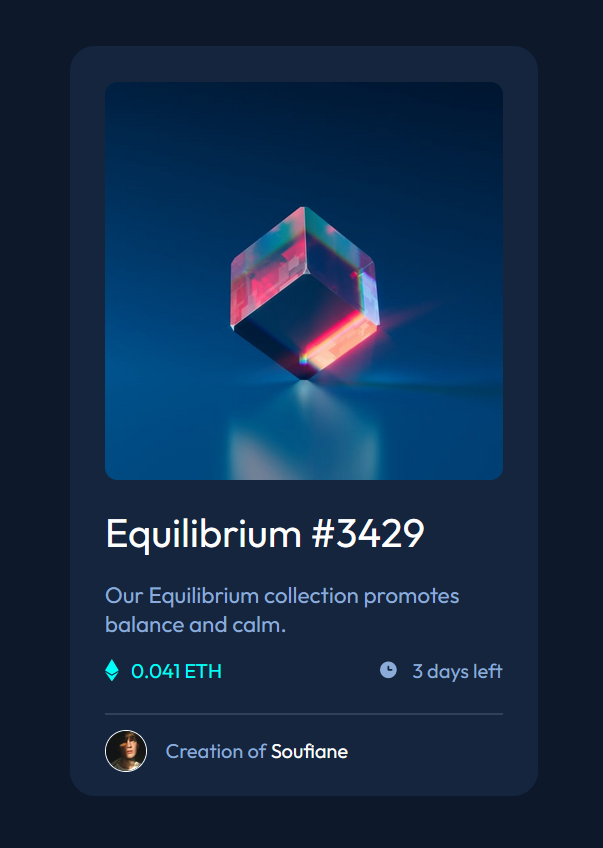 Equilibrium #3429
Our Equilibrium collection promotes
balance and calm.
0.041 ETH
3 days left
Creation of Soufiane